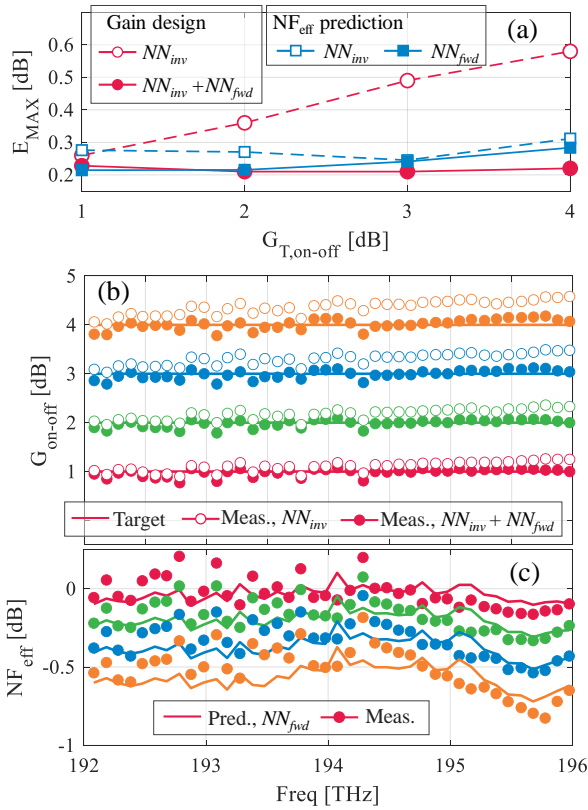 Gain design
NN_inv
NN_inv + NN_fwd
NF_eff prediction
NN_inv NN_fwd
(a)
E_MAX [dB]
0.6
0.5
0.4
0.3
0.2
1 2 3 4
G_T,on-off [dB]
(b)
G_on-off [dB]
5
4
3
2
1
Target Meas., NN_inv Meas., NN_inv + NN_fwd
(c)
NF_eff [dB]
0
-0.5
-1
Pred., NN_fwd Meas.
192 193 194 195 196
Freq [THz]